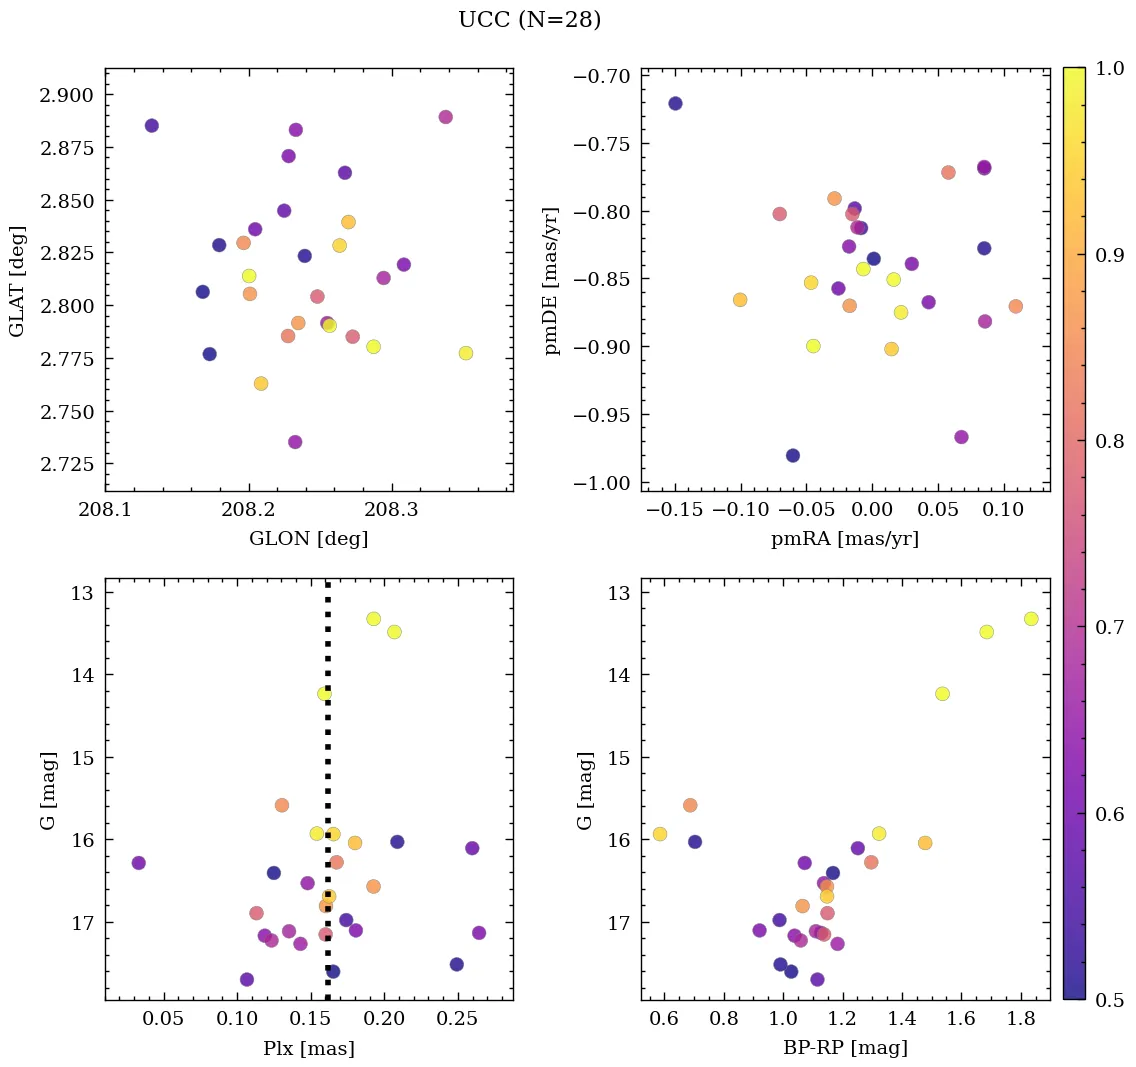 UCC (N=28)
2.900
2.875
2.850
2.825
2.800
2.775
2.750
2.725
GLAT [deg]
208.1 208.2 208.3
GLON [deg]
−0.70
−0.75
−0.80
−0.85
−0.90
−0.95
−1.00
pmDE [mas/yr]
−0.15 −0.10 −0.05 0.00 0.05 0.10
pmRA [mas/yr]
13
14
15
16
17
G [mag]
0.05 0.10 0.15 0.20 0.25
Plx [mas]
13
14
15
16
17
G [mag]
0.6 0.8 1.0 1.2 1.4 1.6 1.8
BP-RP [mag]
1.0
0.9
0.8
0.7
0.6
0.5